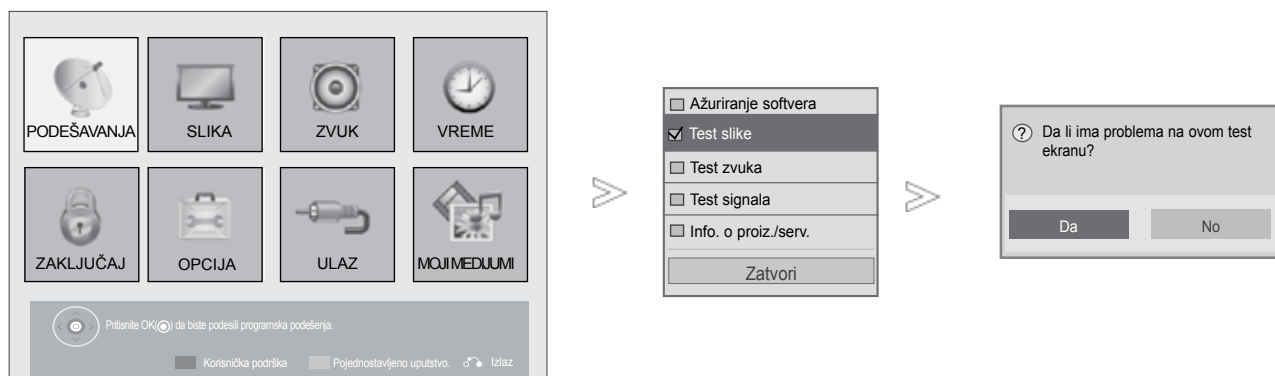 PODEŠAVANJA
SLIKA
ZVUK
VREME
ZAKLJUČAJ
OPCIJA
ULAZ
MOJI MEDIJUMI
Pritisnite OK(◉) da biste podesili programska podešenja.
Korisnička podrška
Pojednostavljeno uputstvo.
Izlaz
Ažuriranje softvera
Test slike
Test zvuka
Test signala
Info. o proiz./serv.
Zatvori
? Da li ima problema na ovom test
ekranu?
Da
No